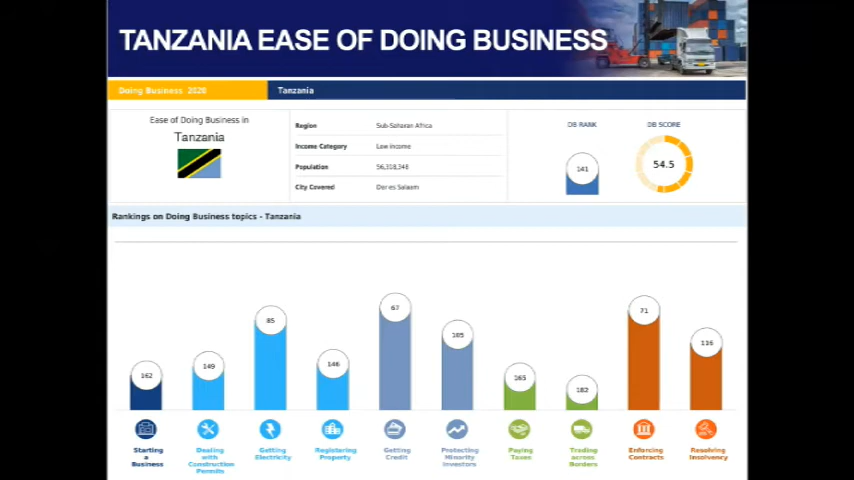 TANZANIA EASE OF DOING BUSINESS
Doing Business 2020
Tanzania
Ease of Doing Business in
Tanzania
Region Sub-Saharan Africa
Income Category Low income
Population 56,318,348
City Covered Dar es Salaam
DB RANK
141
DB SCORE
54.5
Rankings on Doing Business topics - Tanzania
162
149
85
146
67
105
165
182
71
116
Starting
a
Business
Dealing
with
Construction
Permits
Getting
Electricity
Registering
Property
Getting
Credit
Protecting
Minority
Investors
Paying
Taxes
Trading
across
Borders
Enforcing
Contracts
Resolving
Insolvency